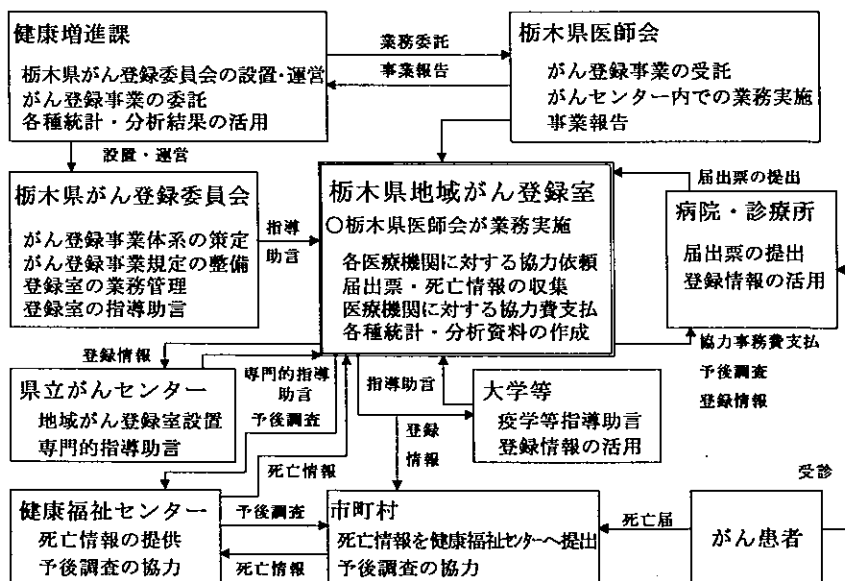 健康増進課
栃木県がん登録委員会の設置・運営
がん登録事業の委託
各種統計・分析結果の活用
業務委託
事業報告
栃木県医師会
がん登録事業の受託
がんセンター内での業務実施
事業報告
設置・運営
栃木県がん登録委員会
がん登録事業体系の策定
がん登録事業規定の整備
登録室の業務管理
登録室の指導助言
指導
助言
栃木県地域がん登録室
○栃木県医師会が業務実施
各医療機関に対する協力依頼
届出票・死亡情報の収集
医療機関に対する協力費支払
各種統計・分析資料の作成
届出票の提出
病院・診療所
届出票の提出
登録情報の活用
協力事務費支払
予後調査
登録情報
登録情報
専門的指導
助言
県立がんセンター
地域がん登録室設置
専門的指導助言
予後調査
死亡情報
指導助言
登録
情報
大学等
疫学等指導助言
登録情報の活用
受診
健康福祉センター
死亡情報の提供
予後調査の協力
予後調査
死亡情報
市町村
死亡情報を健康福祉センターへ提出
予後調査の協力
死亡届
がん患者